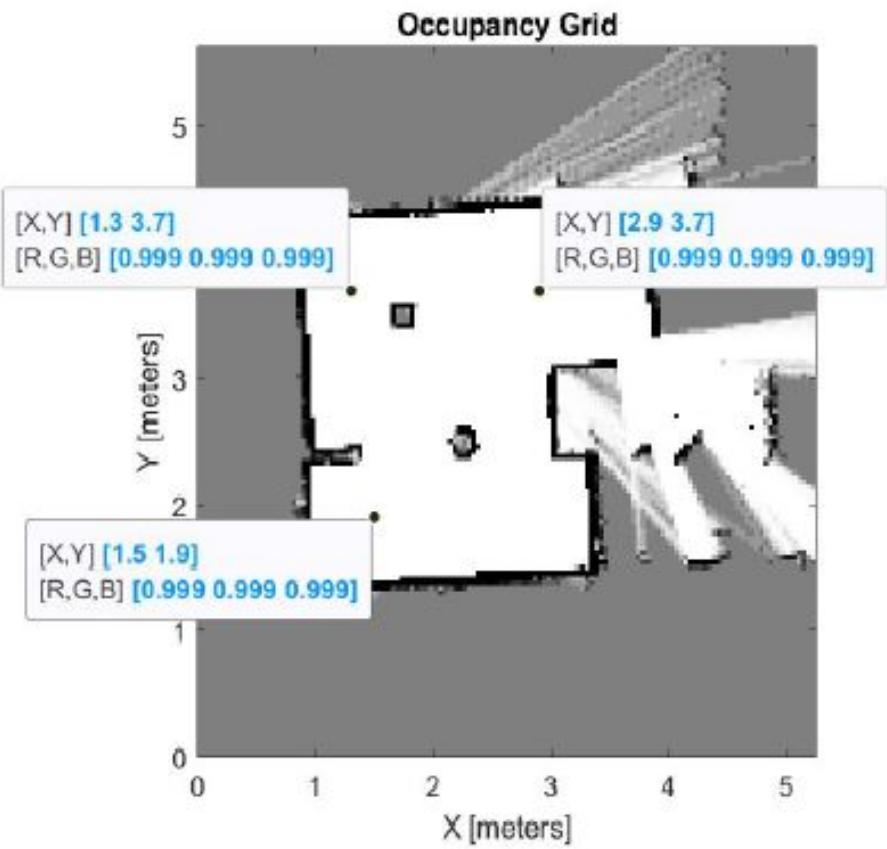 Occupancy Grid
5
[X,Y] [1.3 3.7]
[R,G,B] [0.999 0.999 0.999]
[X,Y] [2.9 3.7]
[R,G,B] [0.999 0.999 0.999]
Y [meters]
3
2
[X,Y] [1.5 1.9]
[R,G,B] [0.999 0.999 0.999]
1
0
0 1 2 3 4 5
X [meters]